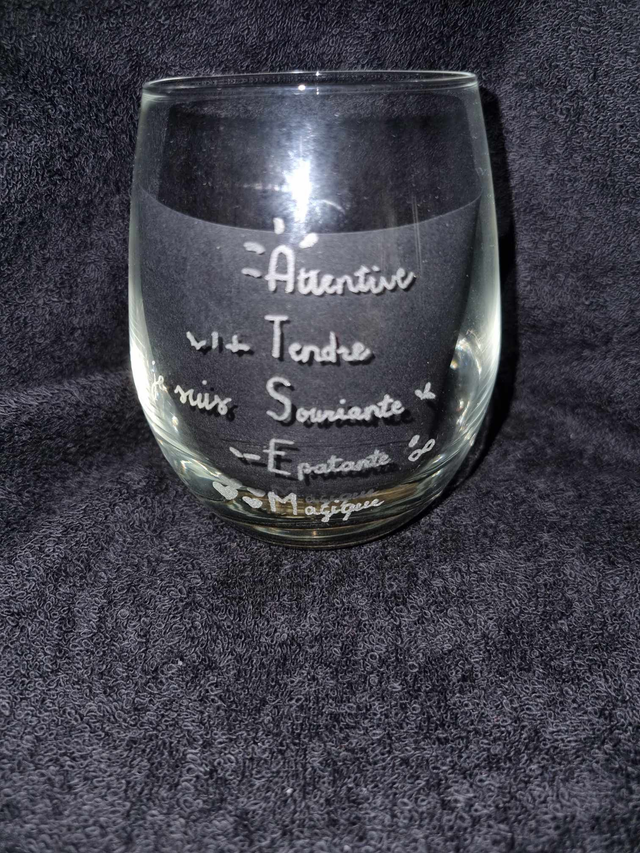 Attentive
Tendre
je suis Souriante
Epatante
Magique